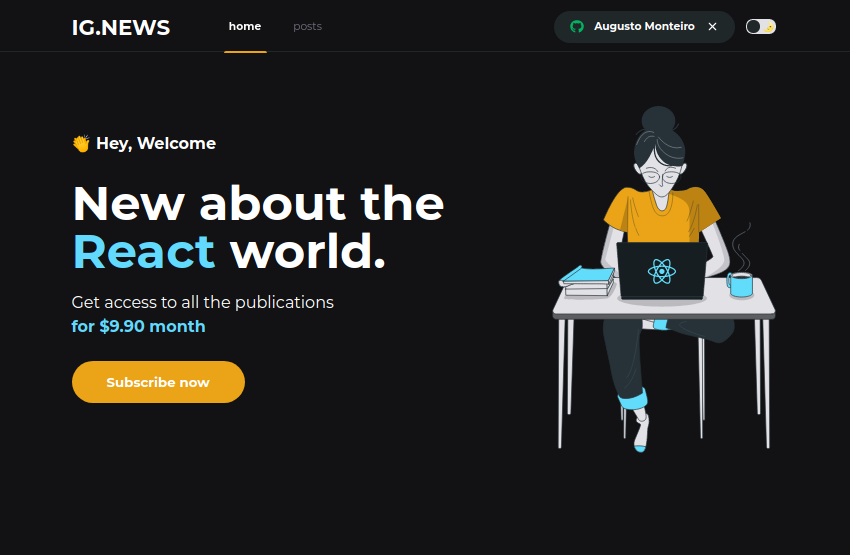 IG.NEWS
home
posts
Augusto Monteiro
👏 Hey, Welcome
New about the
React world.
Get access to all the publications
for $9.90 month
Subscribe now